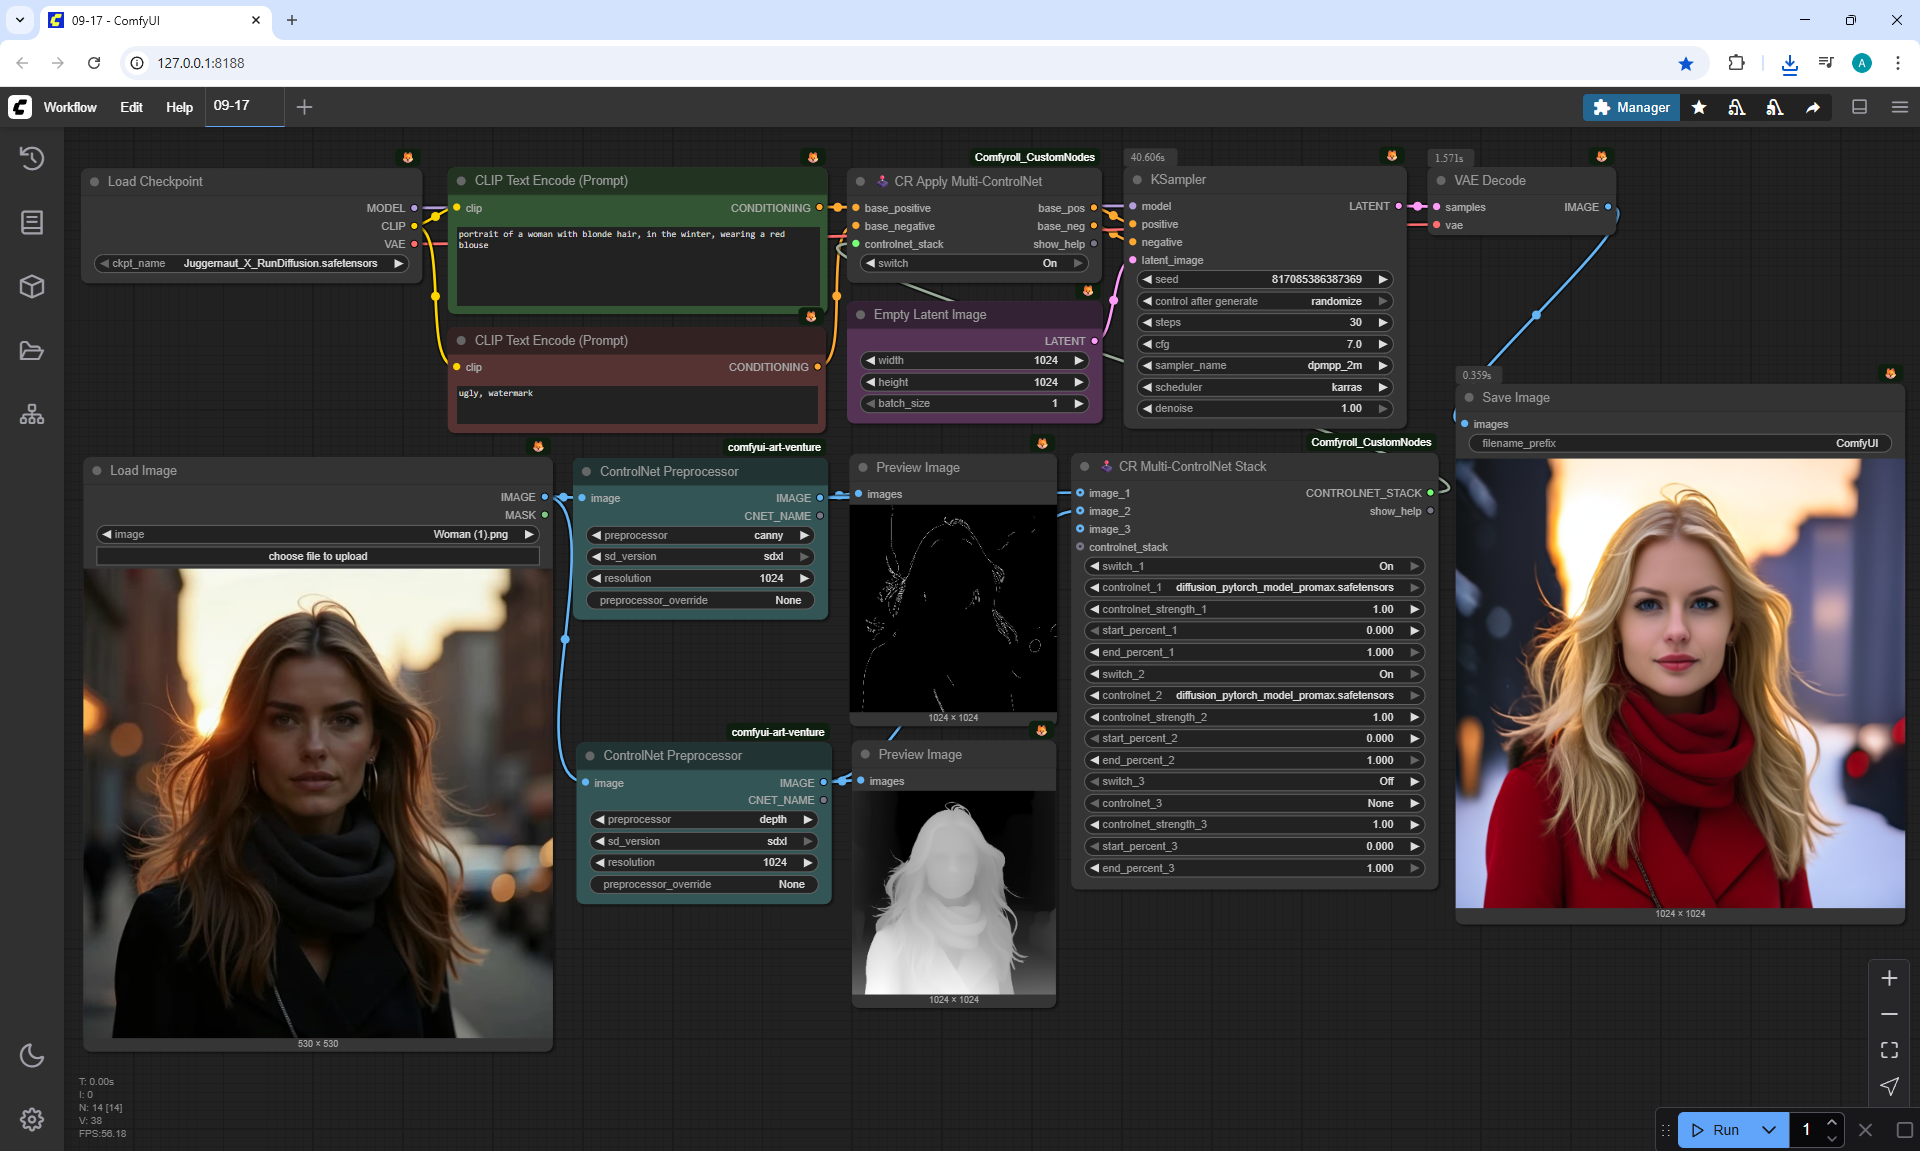 09-17 - ComfyUI
127.0.0.1:8188
A
Workflow Edit Help 09-17
Manager
Load Checkpoint
MODEL
CLIP
VAE
ckpt_name Juggernaut_X_RunDiffusion.safetensors
CLIP Text Encode (Prompt)
clip CONDITIONING
portrait of a woman with blonde hair, in the winter, wearing a red
blouse
CLIP Text Encode (Prompt)
clip CONDITIONING
ugly, watermark
Comfyroll_CustomNodes
CR Apply Multi-ControlNet
base_positive base_pos
base_negative base_neg
controlnet_stack show_help
switch On
Empty Latent Image
LATENT
width 1024
height 1024
batch_size 1
40.606s
KSampler
model LATENT
positive
negative
latent_image
seed 817085386387369
control after generate randomize
steps 30
cfg 7.0
sampler_name dpmpp_2m
scheduler karras
denoise 1.00
1.571s
VAE Decode
samples IMAGE
vae
0.359s
Save Image
images
filename_prefix ComfyUI
1024 × 1024
Load Image
IMAGE
MASK
image Woman (1).png
choose file to upload
530 × 530
comfyui-art-venture
ControlNet Preprocessor
image IMAGE
CNET_NAME
preprocessor canny
sd_version sdxl
resolution 1024
preprocessor_override None
comfyui-art-venture
ControlNet Preprocessor
image IMAGE
CNET_NAME
preprocessor depth
sd_version sdxl
resolution 1024
preprocessor_override None
Preview Image
images
1024 × 1024
Preview Image
images
1024 × 1024
Comfyroll_CustomNodes
CR Multi-ControlNet Stack
image_1 CONTROLNET_STACK
image_2 show_help
image_3
controlnet_stack
switch_1 On
controlnet_1 diffusion_pytorch_model_promax.safetensors
controlnet_strength_1 1.00
start_percent_1 0.000
end_percent_1 1.000
switch_2 On
controlnet_2 diffusion_pytorch_model_promax.safetensors
controlnet_strength_2 1.00
start_percent_2 0.000
end_percent_2 1.000
switch_3 Off
controlnet_3 None
controlnet_strength_3 1.00
start_percent_3 0.000
end_percent_3 1.000
T: 0.00s
I: 0
N: 14 [14]
V: 38
FPS:56.18
Run 1